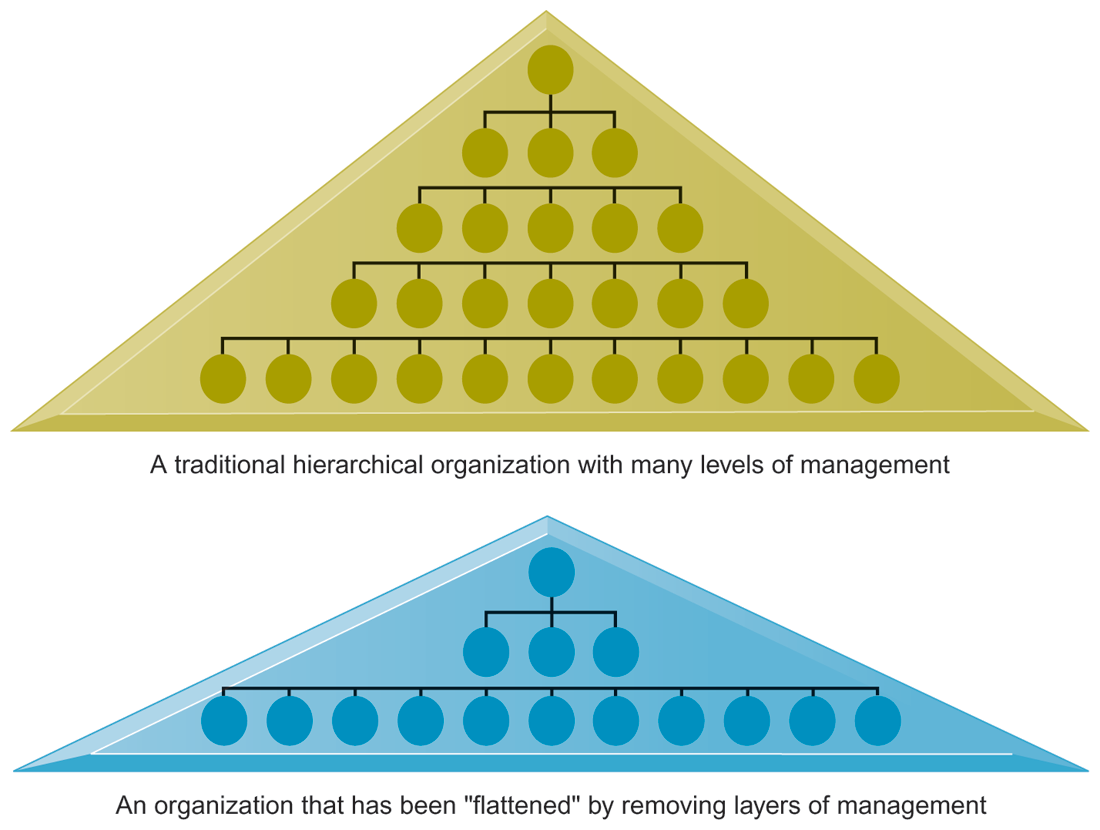 A traditional hierarchical organization with many levels of management
An organization that has been "flattened" by removing layers of management